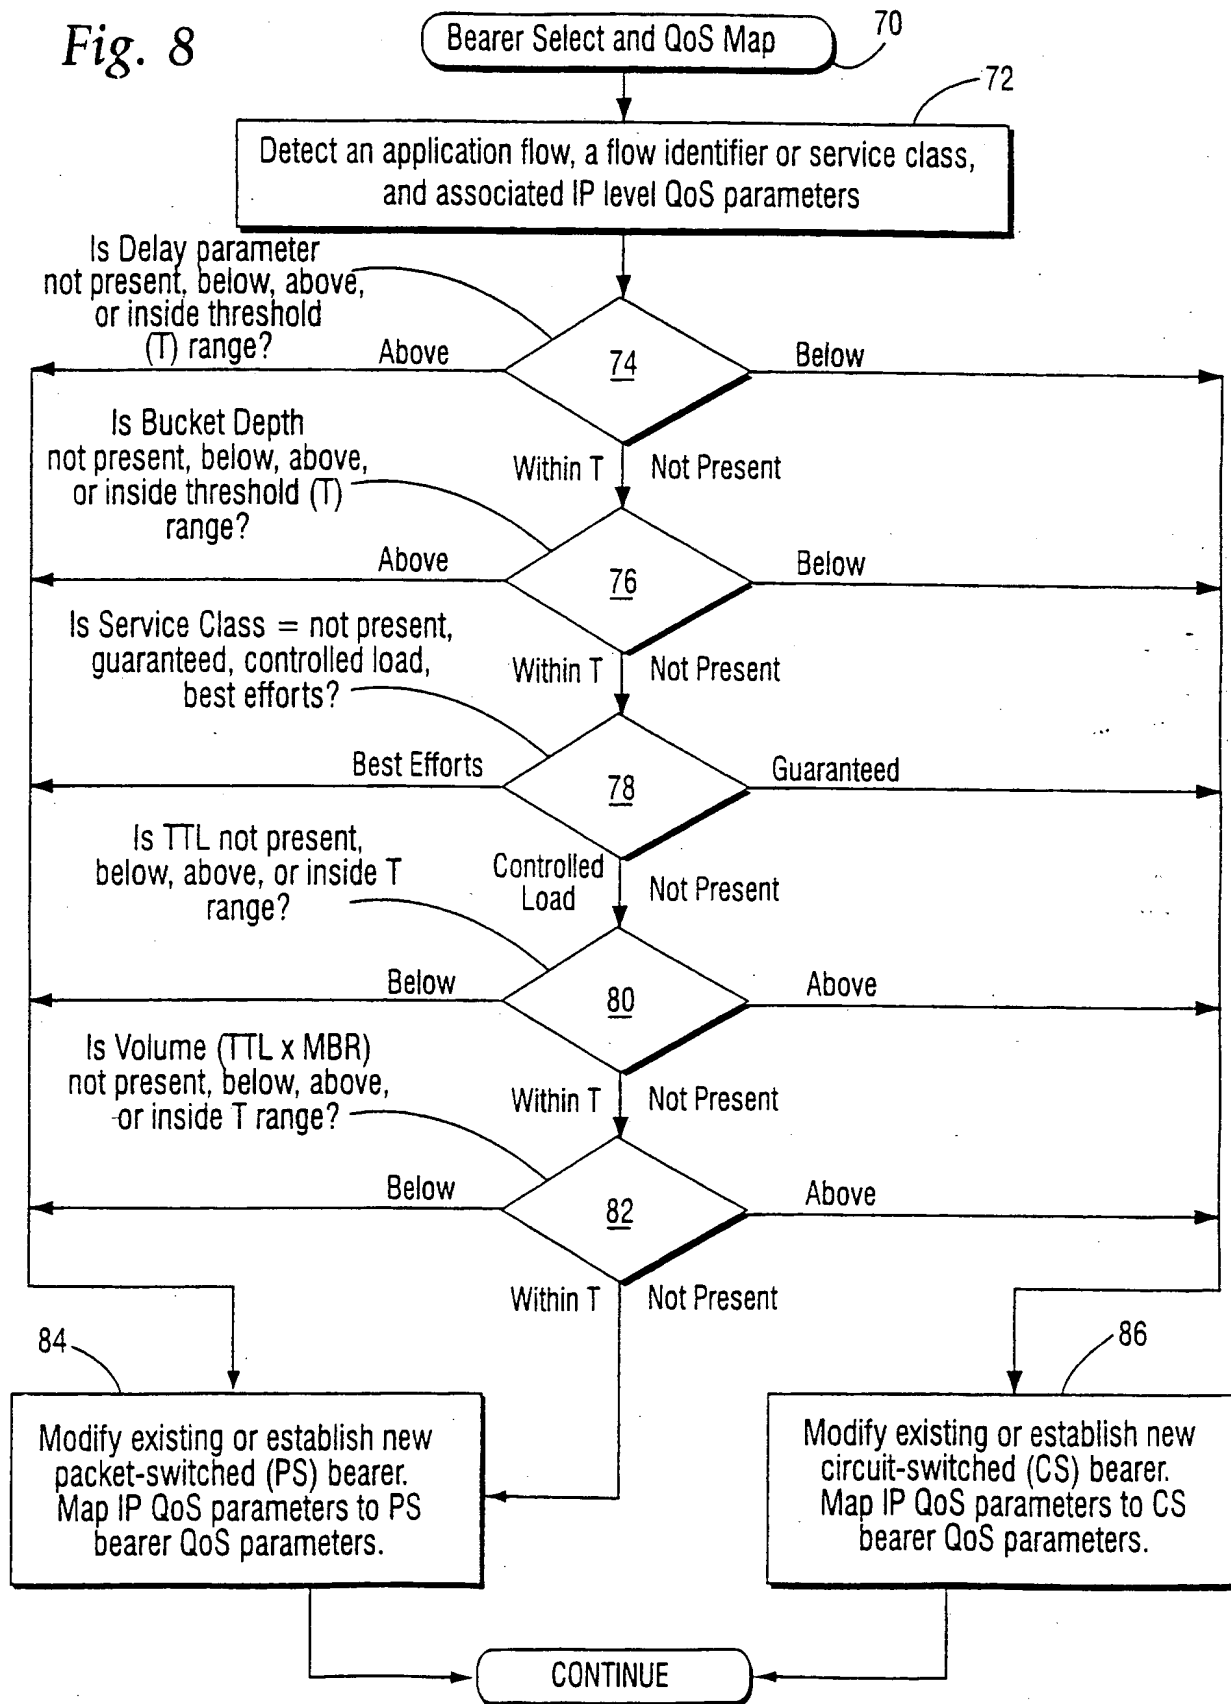 Fig. 8
Bearer Select and QoS Map
70
72
Detect an application flow, a flow identifier or service class,
and associated IP level QoS parameters
Is Delay parameter
not present, below, above,
or inside threshold
(T) range?
Above
74
Below
Within T
Not Present
Is Bucket Depth
not present, below, above,
or inside threshold (T)
range?
Above
76
Below
Within T
Not Present
Is Service Class = not present,
guaranteed, controlled load,
best efforts?
Best Efforts
78
Guaranteed
Controlled
Load
Not Present
Is TTL not present,
below, above, or inside T
range?
Below
80
Above
Within T
Not Present
Is Volume (TTL x MBR)
not present, below, above,
or inside T range?
Below
82
Above
Within T
Not Present
84
Modify existing or establish new
packet-switched (PS) bearer.
Map IP QoS parameters to PS
bearer QoS parameters.
86
Modify existing or establish new
circuit-switched (CS) bearer.
Map IP QoS parameters to CS
bearer QoS parameters.
CONTINUE